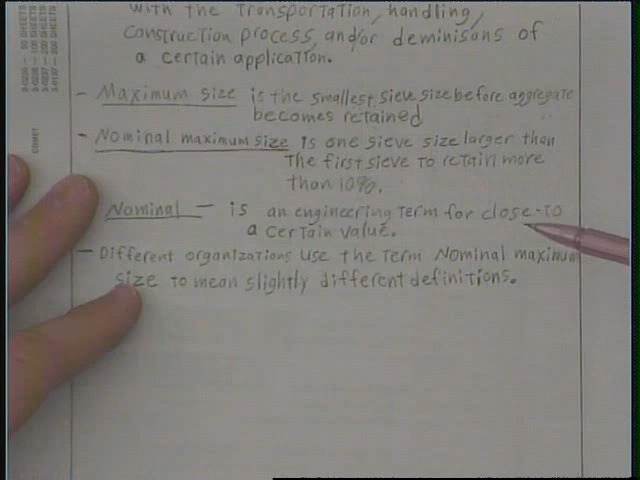 with the transportation, handling,
construction process, and/or deminisons of
a certain application.
- Maximum size is the smallest sieve size before aggregate
becomes retained
- Nominal maximum size is one sieve size larger than
the first sieve to retain more
than 10%.
Nominal - is an engineering term for close-to
a certain value.
- Different organizations use the term Nominal maximum
size to mean slightly different definitions.
COMET